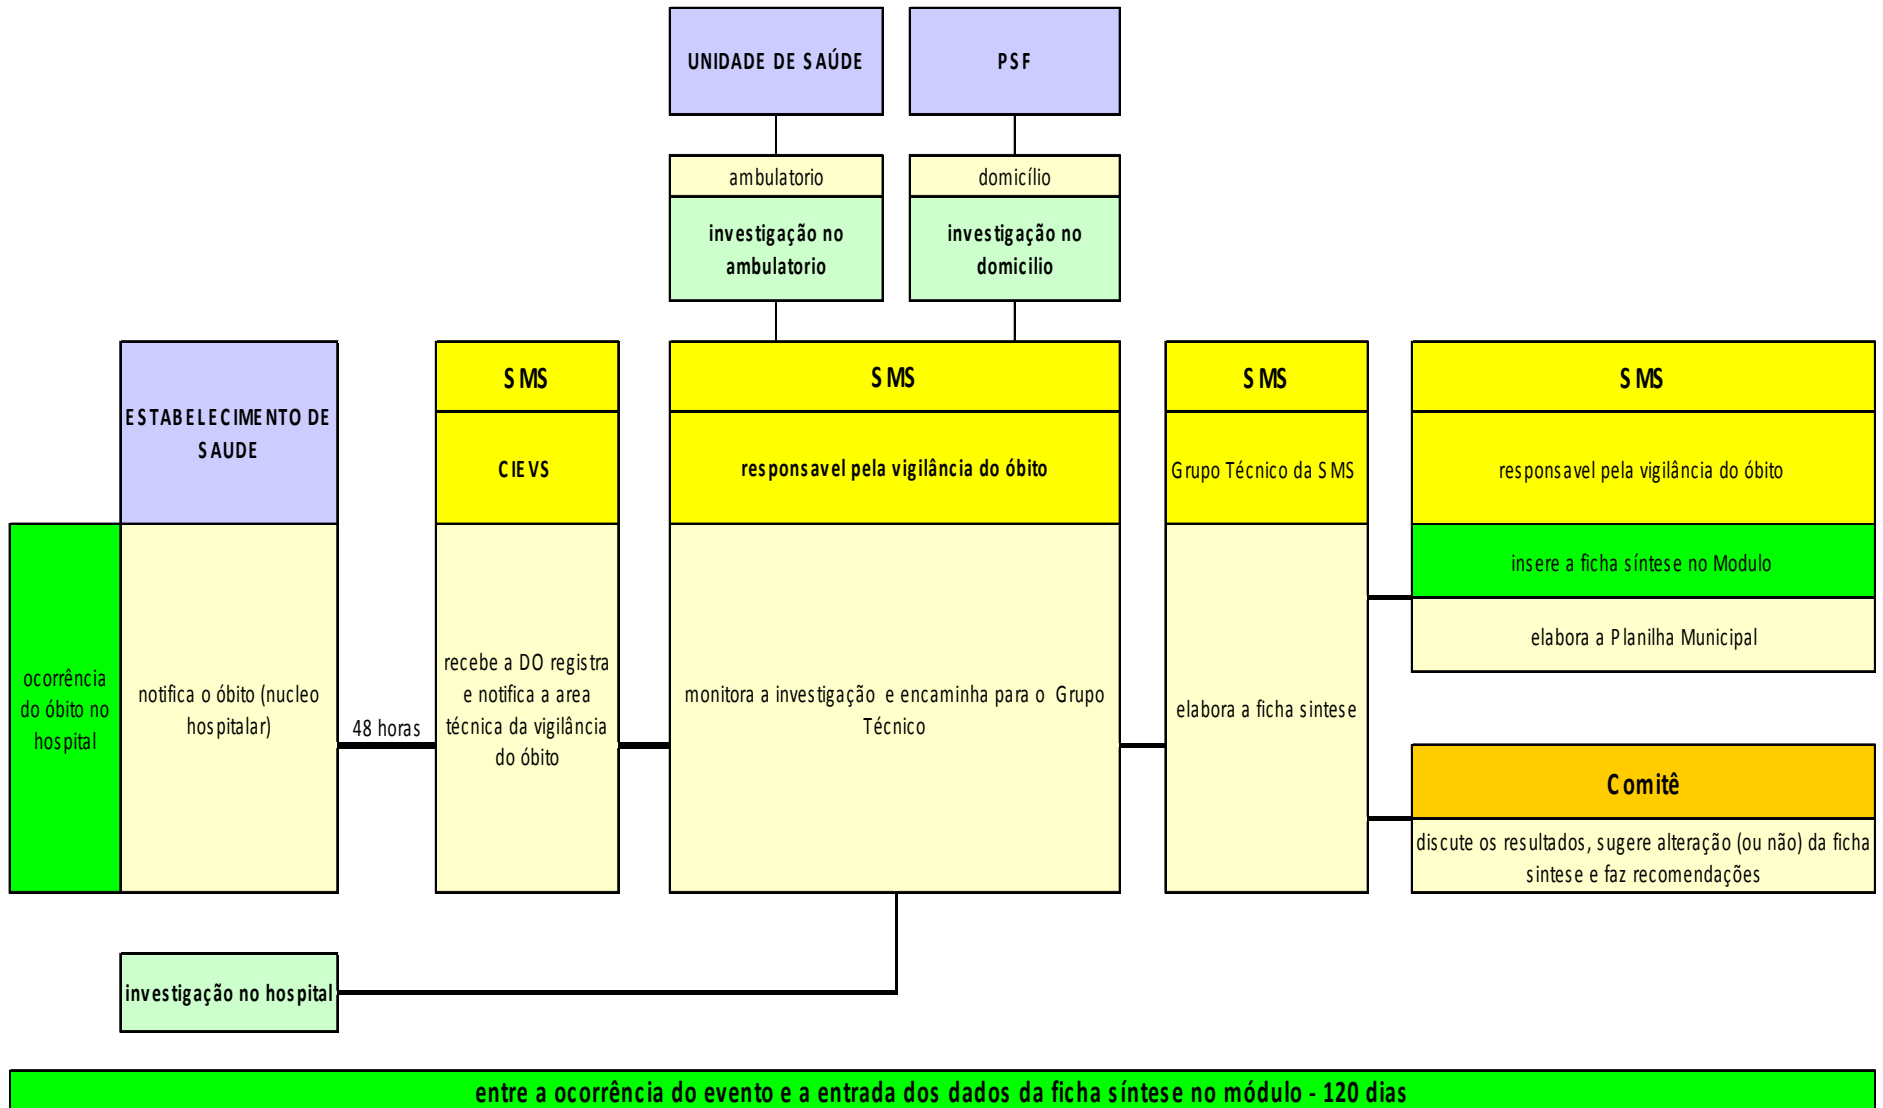 UNIDADE DE SAÚDE
PSF
ambulatorio
domicílio
investigação no
ambulatorio
investigação no
domicilio
ESTABELECIMENTO DE
SAUDE
SMS
CIEVS
SMS
responsavel pela vigilância do óbito
SMS
Grupo Técnico da SMS
SMS
responsavel pela vigilância do óbito
insere a ficha síntese no Modulo
elabora a Planilha Municipal
ocorrência
do óbito no
hospital
notifica o óbito (nucleo
hospitalar)
48 horas
recebe a DO registra
e notifica a area
técnica da vigilância
do óbito
monitora a investigação e encaminha para o Grupo
Técnico
elabora a ficha sintese
Comitê
discute os resultados, sugere alteração (ou não) da ficha
sintese e faz recomendações
investigação no hospital
entre a ocorrência do evento e a entrada dos dados da ficha síntese no módulo - 120 dias